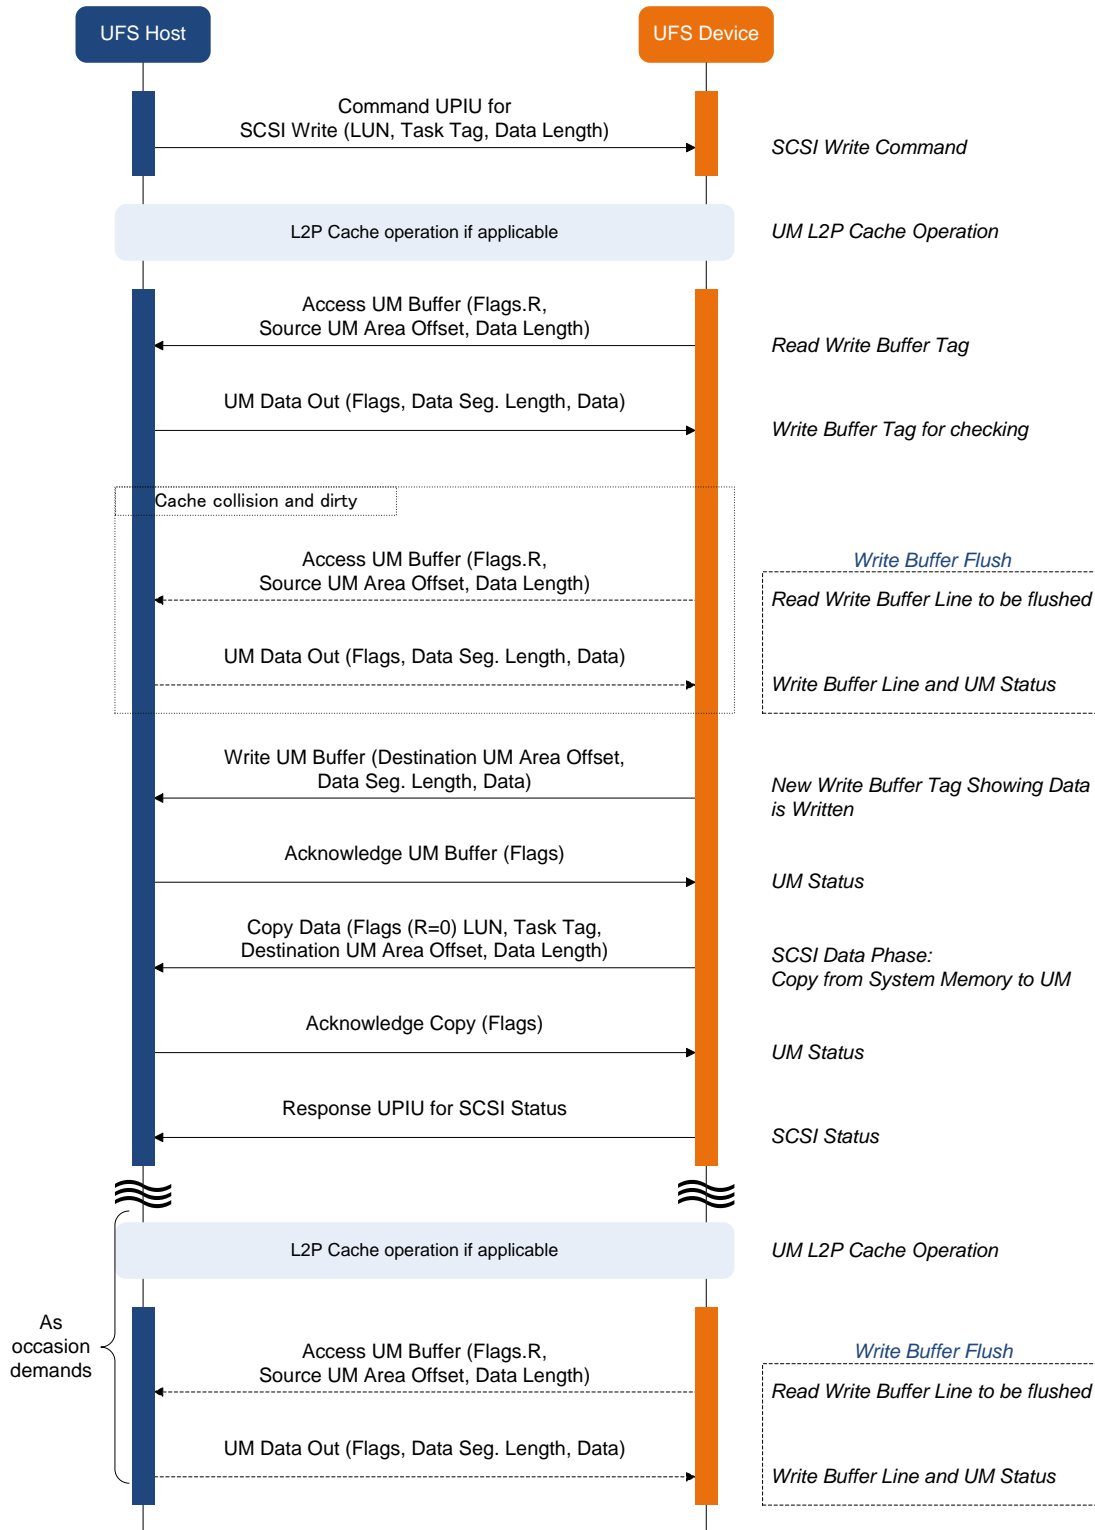 UFS Host
UFS Device
Command UPIU for
SCSI Write (LUN, Task Tag, Data Length)
SCSI Write Command
L2P Cache operation if applicable
UM L2P Cache Operation
Access UM Buffer (Flags.R,
Source UM Area Offset, Data Length)
Read Write Buffer Tag
UM Data Out (Flags, Data Seg. Length, Data)
Write Buffer Tag for checking
Cache collision and dirty
Access UM Buffer (Flags.R,
Source UM Area Offset, Data Length)
Write Buffer Flush
Read Write Buffer Line to be flushed
UM Data Out (Flags, Data Seg. Length, Data)
Write Buffer Line and UM Status
Write UM Buffer (Destination UM Area Offset,
Data Seg. Length, Data)
New Write Buffer Tag Showing Data
is Written
Acknowledge UM Buffer (Flags)
UM Status
Copy Data (Flags (R=0) LUN, Task Tag,
Destination UM Area Offset, Data Length)
SCSI Data Phase:
Copy from System Memory to UM
Acknowledge Copy (Flags)
UM Status
Response UPIU for SCSI Status
SCSI Status
L2P Cache operation if applicable
UM L2P Cache Operation
As
occasion
demands
Access UM Buffer (Flags.R,
Source UM Area Offset, Data Length)
Write Buffer Flush
Read Write Buffer Line to be flushed
UM Data Out (Flags, Data Seg. Length, Data)
Write Buffer Line and UM Status